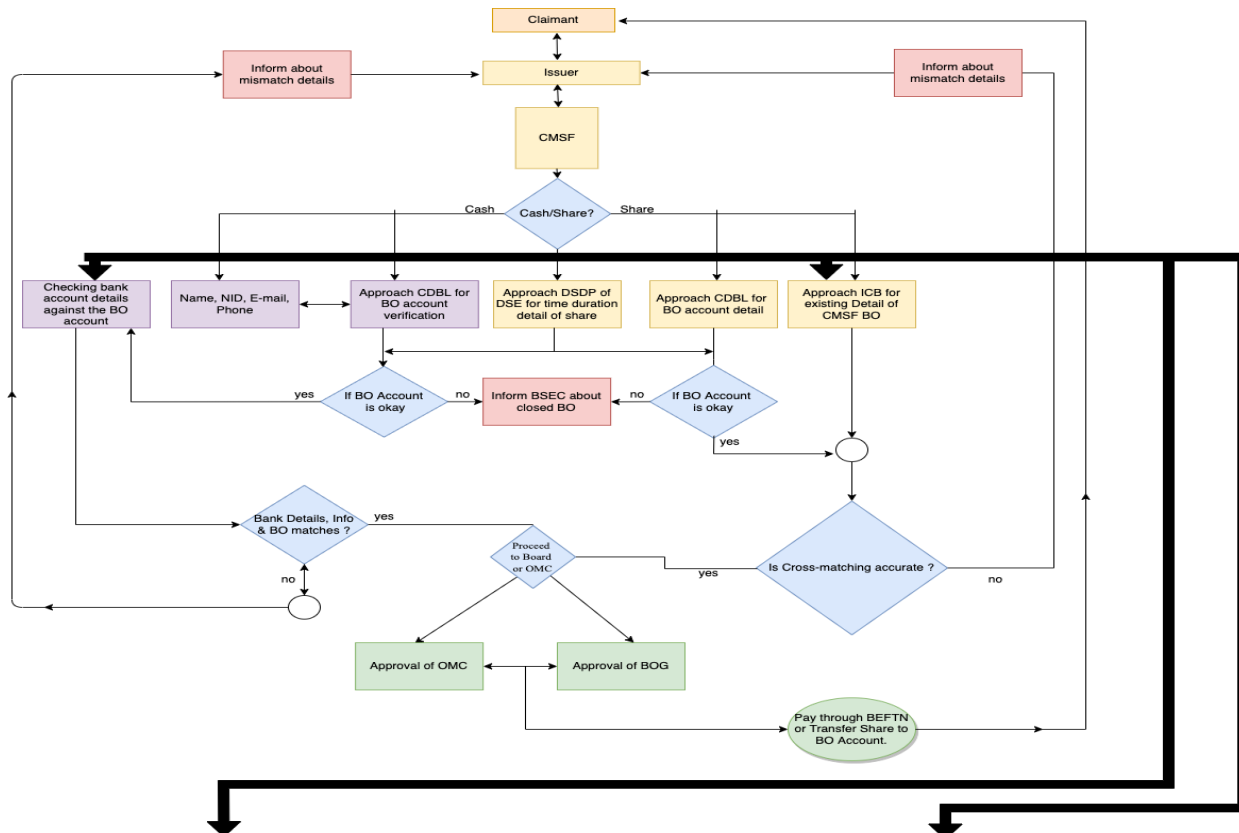 Claimant
Inform about
mismatch details
Issuer
Inform about
mismatch details
CMSF
Cash
Cash/Share?
Share
Checking bank
account details
against the BO
account
Name, NID, E-mail,
Phone
Approach CDBL for
BO account
verification
Approach DSDP of
DSE for time duration
detail of share
Approach CDBL for
BO account detail
Approach ICB for
existing Detail of
CMSF BO
yes
If BO Account
is okay
no
Inform BSEC about
closed BO
no
If BO Account
is okay
yes
Bank Details, Info
& BO matches ?
yes
no
Proceed
to Board
or OMC
yes
Is Cross-matching accurate ?
no
Approval of OMC
Approval of BOG
Pay through BEFTN
or Transfer Share to
BO Account.